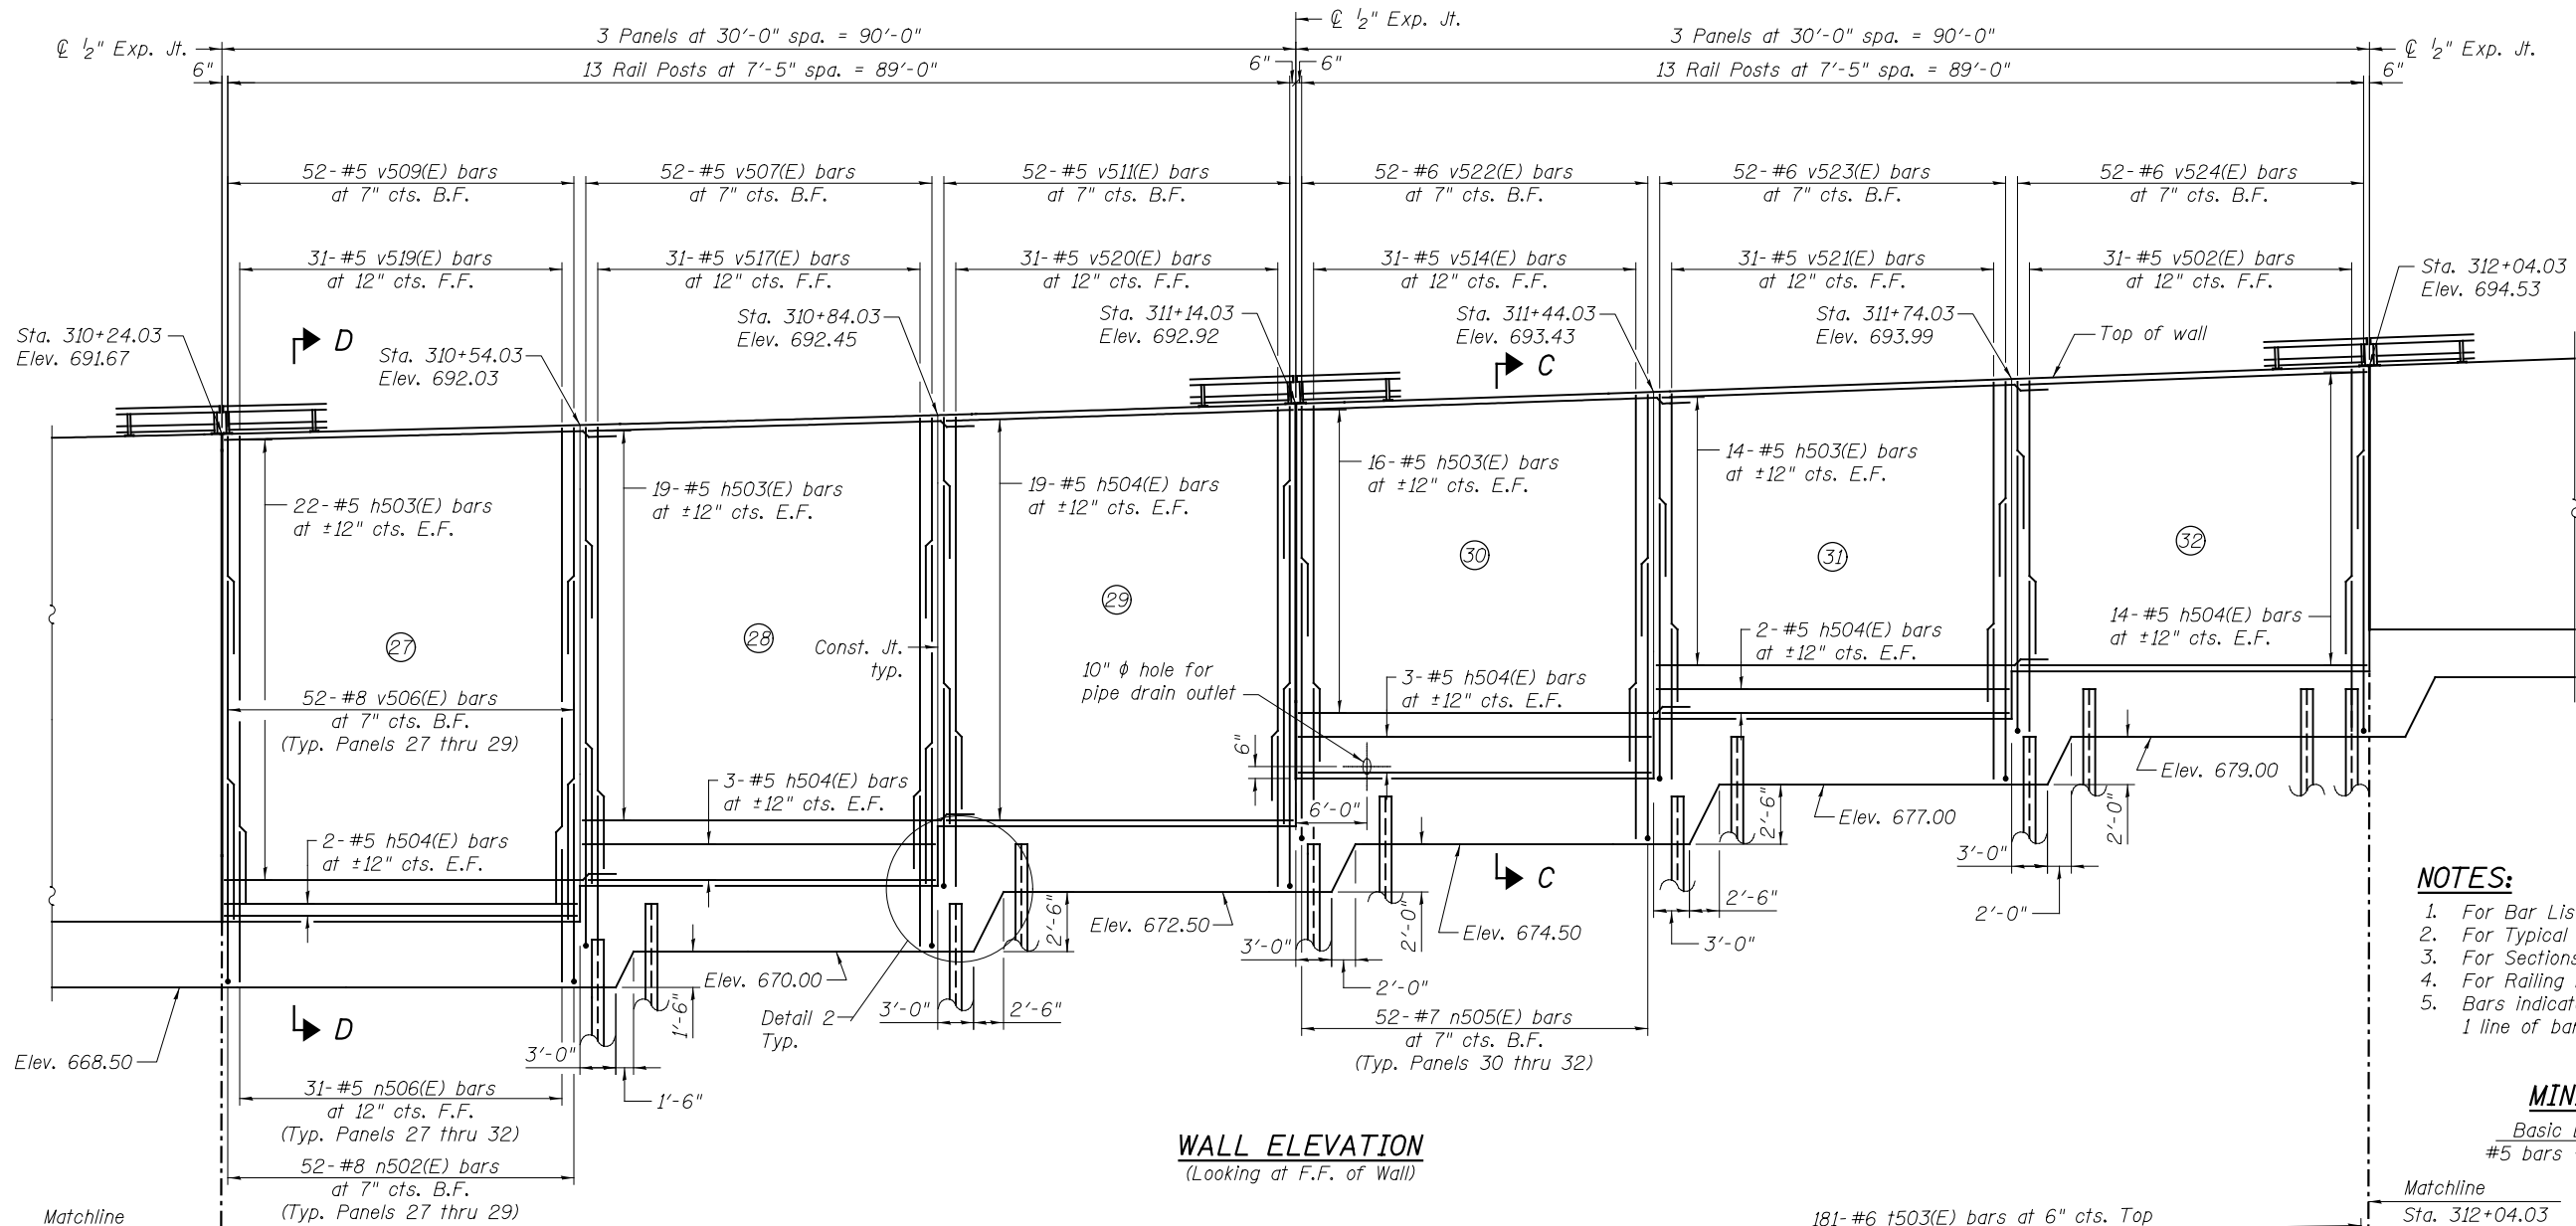 ℄ ½" Exp. Jt.
℄ ½" Exp. Jt.
3 Panels at 30'-0" spa. = 90'-0"
3 Panels at 30'-0" spa. = 90'-0"
℄ ½" Exp. Jt.
6"
13 Rail Posts at 7'-5" spa. = 89'-0"
6"
6"
13 Rail Posts at 7'-5" spa. = 89'-0"
6"
52-#5 v509(E) bars
at 7" cts. B.F.
52-#5 v507(E) bars
at 7" cts. B.F.
52-#5 v511(E) bars
at 7" cts. B.F.
52-#6 v522(E) bars
at 7" cts. B.F.
52-#6 v523(E) bars
at 7" cts. B.F.
52-#6 v524(E) bars
at 7" cts. B.F.
31-#5 v519(E) bars
at 12" cts. F.F.
31-#5 v517(E) bars
at 12" cts. F.F.
31-#5 v520(E) bars
at 12" cts. F.F.
31-#5 v514(E) bars
at 12" cts. F.F.
31-#5 v521(E) bars
at 12" cts. F.F.
31-#5 v502(E) bars
at 12" cts. F.F.
Sta. 310+24.03
Elev. 691.67
D
Sta. 310+54.03
Elev. 692.03
Sta. 310+84.03
Elev. 692.45
Sta. 311+14.03
Elev. 692.92
Sta. 311+44.03
Elev. 693.43
C
Sta. 311+74.03
Elev. 693.99
Top of wall
Sta. 312+04.03
Elev. 694.53
22-#5 h503(E) bars
at ±12" cts. E.F.
19-#5 h503(E) bars
at ±12" cts. E.F.
19-#5 h504(E) bars
at ±12" cts. E.F.
16-#5 h503(E) bars
at ±12" cts. E.F.
14-#5 h503(E) bars
at ±12" cts. E.F.
27
28
29
30
31
32
Const. Jt.
typ.
10" ϕ hole for
pipe drain outlet
52-#8 v506(E) bars
at 7" cts. B.F.
(Typ. Panels 27 thru 29)
3-#5 h504(E) bars
at ±12" cts. E.F.
2-#5 h504(E) bars
at ±12" cts. E.F.
14-#5 h504(E) bars
at ±12" cts. E.F.
3-#5 h504(E) bars
at ±12" cts. E.F.
2-#5 h504(E) bars
at ±12" cts. E.F.
6"
6'-0"
Elev. 679.00
Elev. 677.00
2'-6"
2'-0"
3'-0"
2'-0"
C
Elev. 674.50
2'-6"
3'-0"
Elev. 672.50
2'-6"
2'-0"
3'-0"
2'-0"
Elev. 670.00
1'-6"
3'-0"
2'-6"
Detail 2
Typ.
D
Elev. 668.50
3'-0"
1'-6"
52-#7 n505(E) bars
at 7" cts. B.F.
(Typ. Panels 30 thru 32)
31-#5 n506(E) bars
at 12" cts. F.F.
(Typ. Panels 27 thru 32)
52-#8 n502(E) bars
at 7" cts. B.F.
(Typ. Panels 27 thru 29)
WALL ELEVATION
(Looking at F.F. of Wall)
NOTES:
1. For Bar Lis
2. For Typical
3. For Sections
4. For Railing
5. Bars indicat
1 line of bar
MIN
Basic
#5 bars
Matchline
Matchline
Sta. 312+04.03
181-#6 t503(E) bars at 6" cts. Top